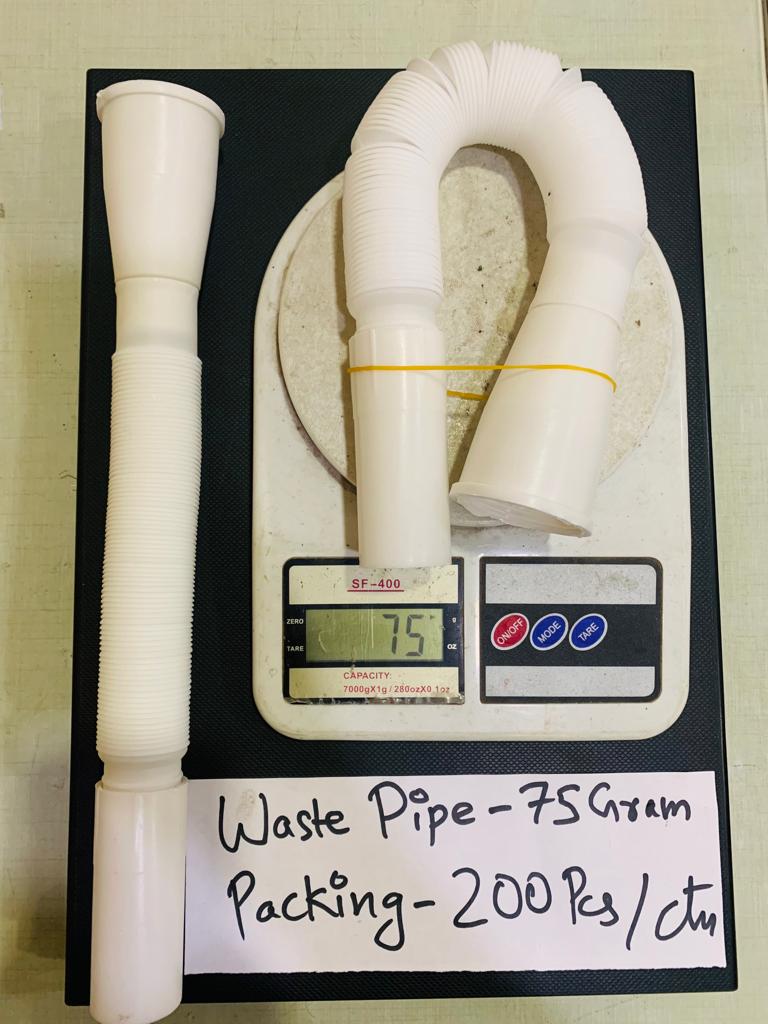 SF-400
ZERO
TARE
75
g
OZ
CAPACITY:
7000gX1g / 280ozX0.1oz
ON/OFF
MODE
TARE
Waste Pipe - 75 Gram
Packing - 200 Pcs / ctn